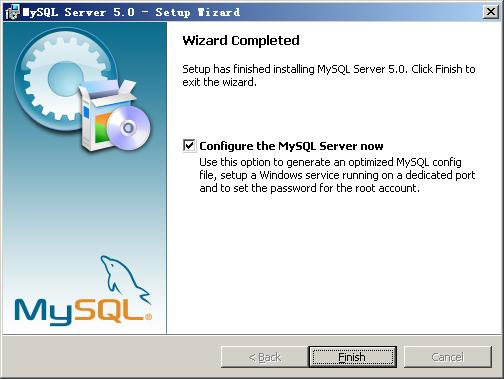 MySQL Server 5.0 - Setup Wizard
Wizard Completed
Setup has finished installing MySQL Server 5.0. Click Finish to
exit the wizard.
Configure the MySQL Server now
Use this option to generate an optimized MySQL config
file, setup a Windows service running on a dedicated port
and to set the password for the root account.
MySQL®
< Back
Finish
Cancel